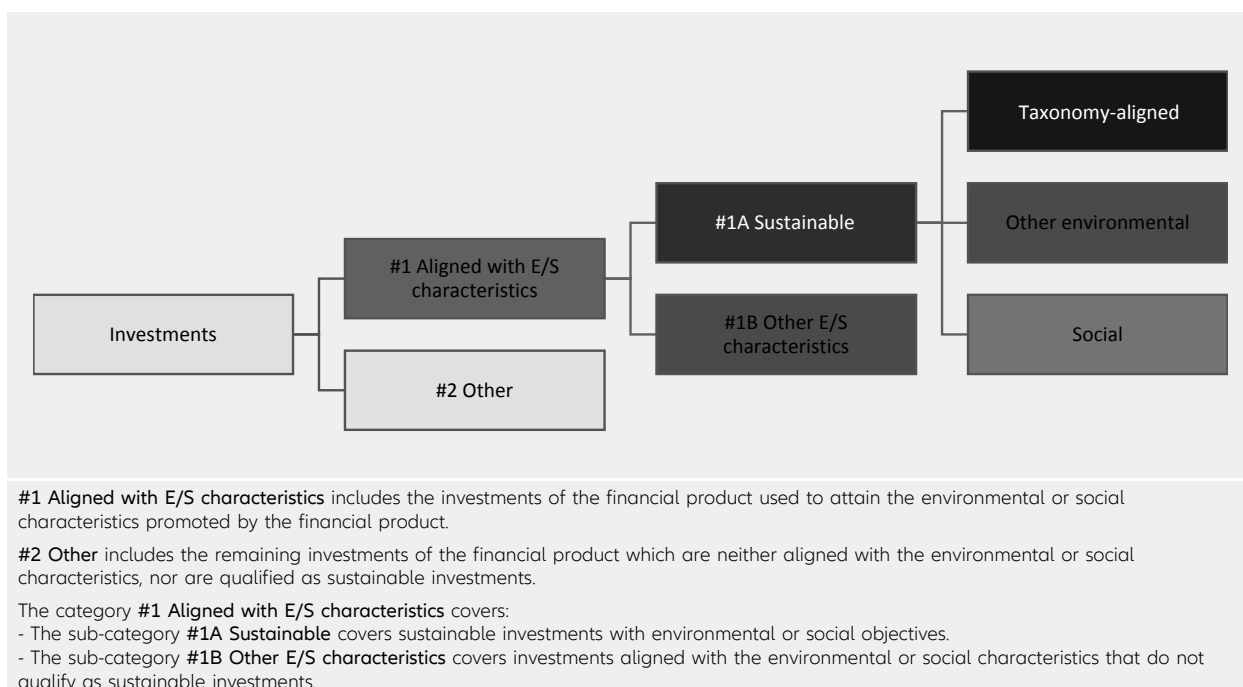 Taxonomy-aligned
#1A Sustainable
Other environmental
#1 Aligned with E/S
characteristics
#1B Other E/S
characteristics
Investments
Social
#2 Other
#1 Aligned with E/S characteristics includes the investments of the financial product used to attain the environmental or social
characteristics promoted by the financial product.
#2 Other includes the remaining investments of the financial product which are neither aligned with the environmental or social
characteristics, nor are qualified as sustainable investments.
The category #1 Aligned with E/S characteristics covers:
- The sub-category #1A Sustainable covers sustainable investments with environmental or social objectives.
- The sub-category #1B Other E/S characteristics covers investments aligned with the environmental or social characteristics that do not
qualify as sustainable investments.